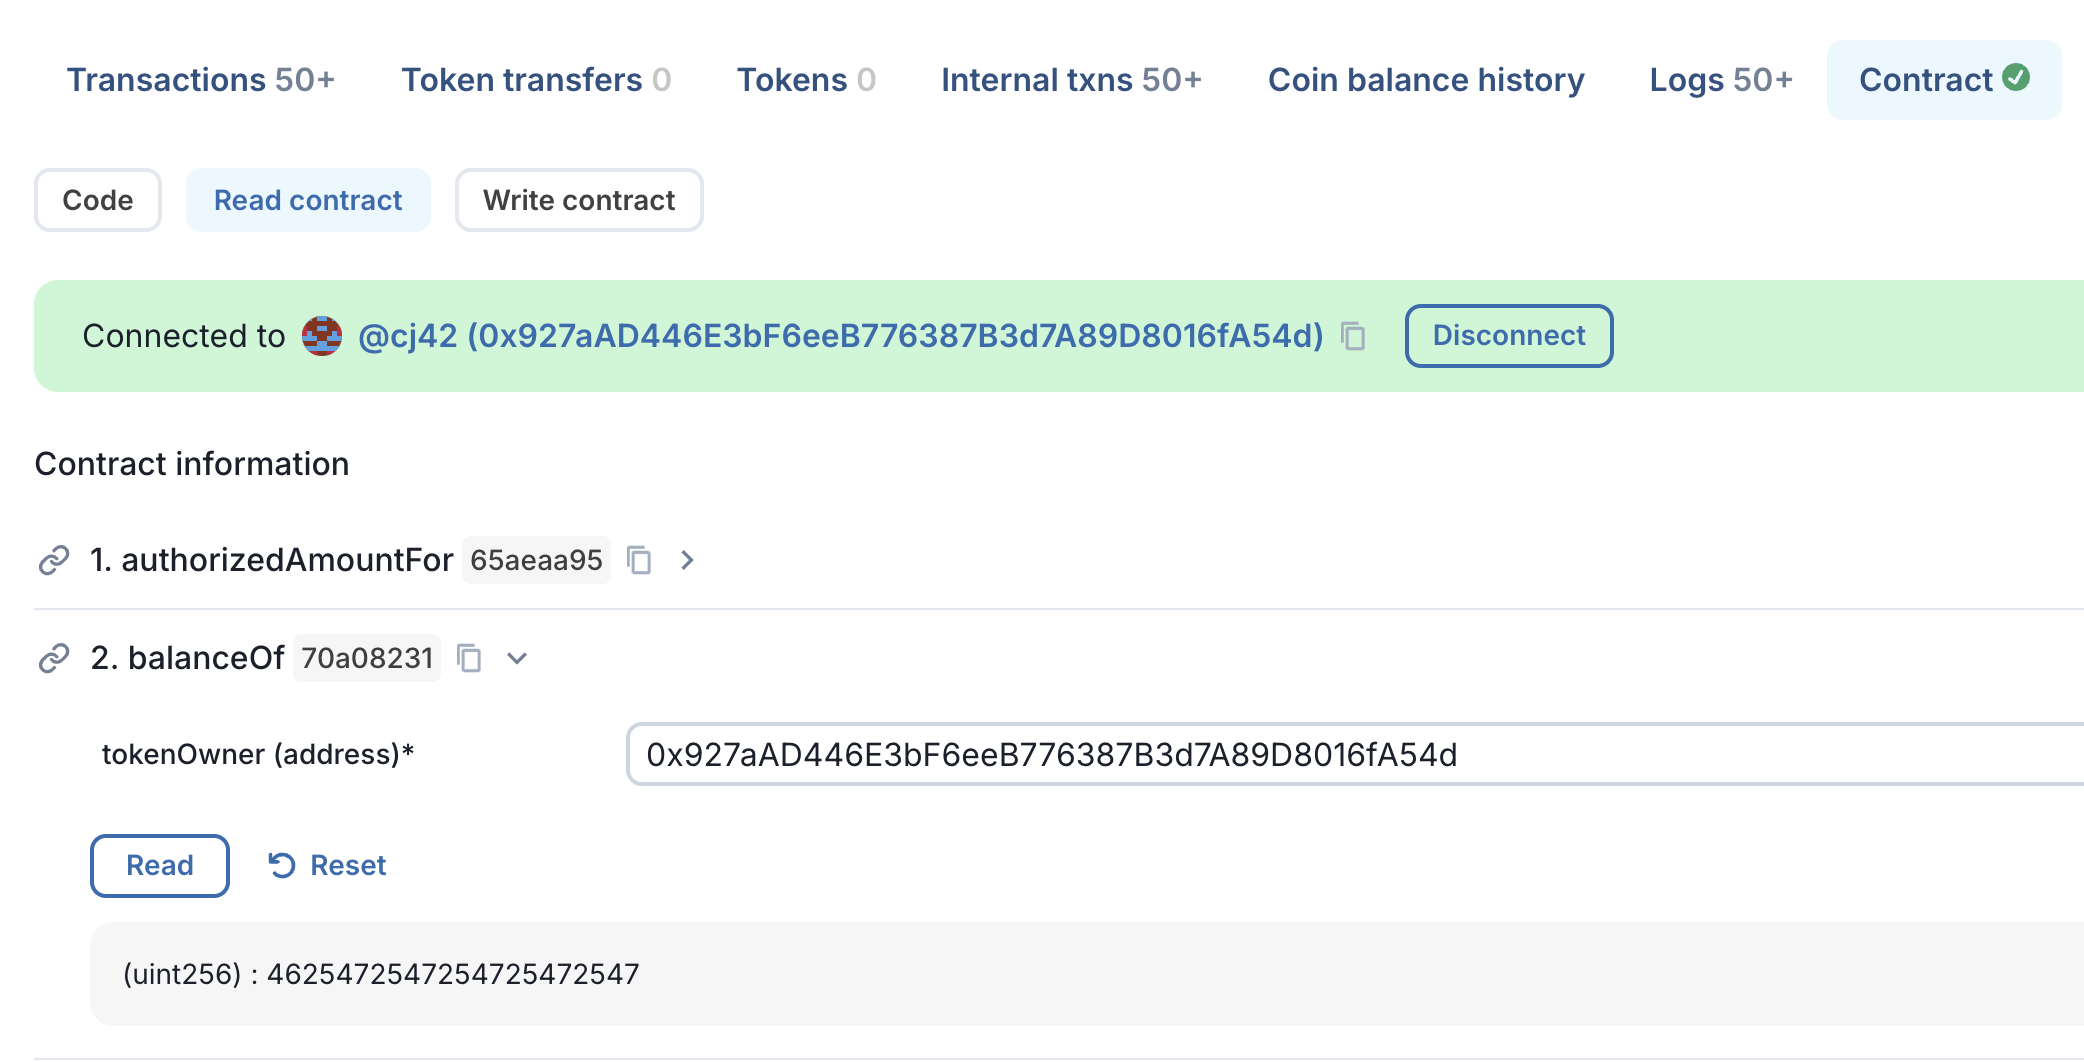 Transactions 50+ Token transfers 0 Tokens 0 Internal txns 50+ Coin balance history Logs 50+ Contract
Code Read contract Write contract
Connected to @cj42 (0x927aAD446E3bF6eeB776387B3d7A89D8016fA54d) Disconnect
Contract information
1. authorizedAmountFor 65aeaa95
2. balanceOf 70a08231
tokenOwner (address)* 0x927aAD446E3bF6eeB776387B3d7A89D8016fA54d
Read Reset
(uint256) : 4625472547254725472547